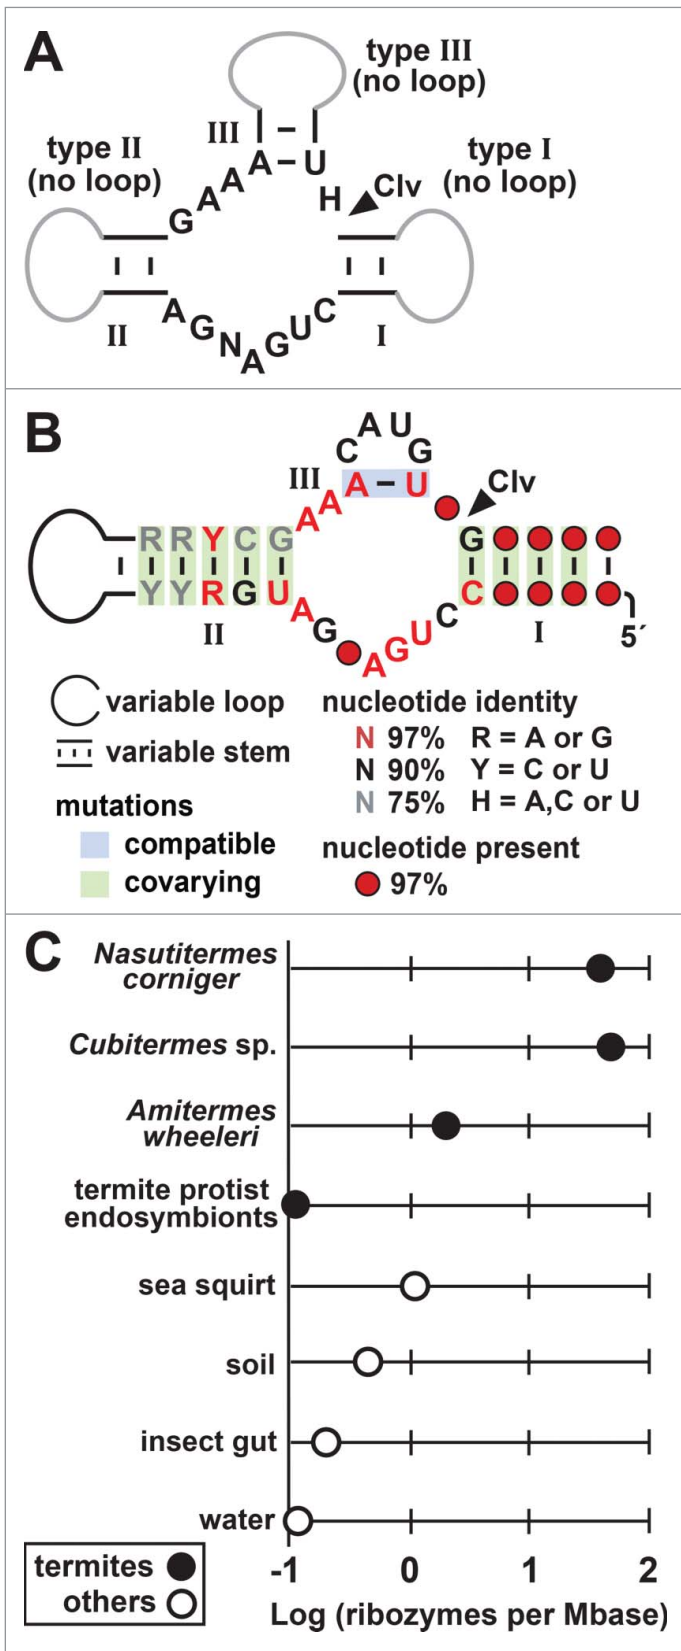 A
type III
(no loop)
III
A
U
type II
(no loop)
type I
(no loop)
G A A
H
Clv
A G N A G U C
II
I
B
C A U G
III
Clv
A A A U
R R Y C G
G
Y Y R G U
C
A G A G U C
II
I
5´
variable loop
variable stem
mutations
compatible
covarying
nucleotide identity
N 97% R = A or G
N 90% Y = C or U
N 75% H = A,C or U
nucleotide present
97%
C
Nasutitermes
corniger
Cubitermes sp.
Amitermes
wheeleri
termite protist
endosymbionts
sea squirt
soil
insect gut
water
-1 0 1 2
Log (ribozymes per Mbase)
termites
others